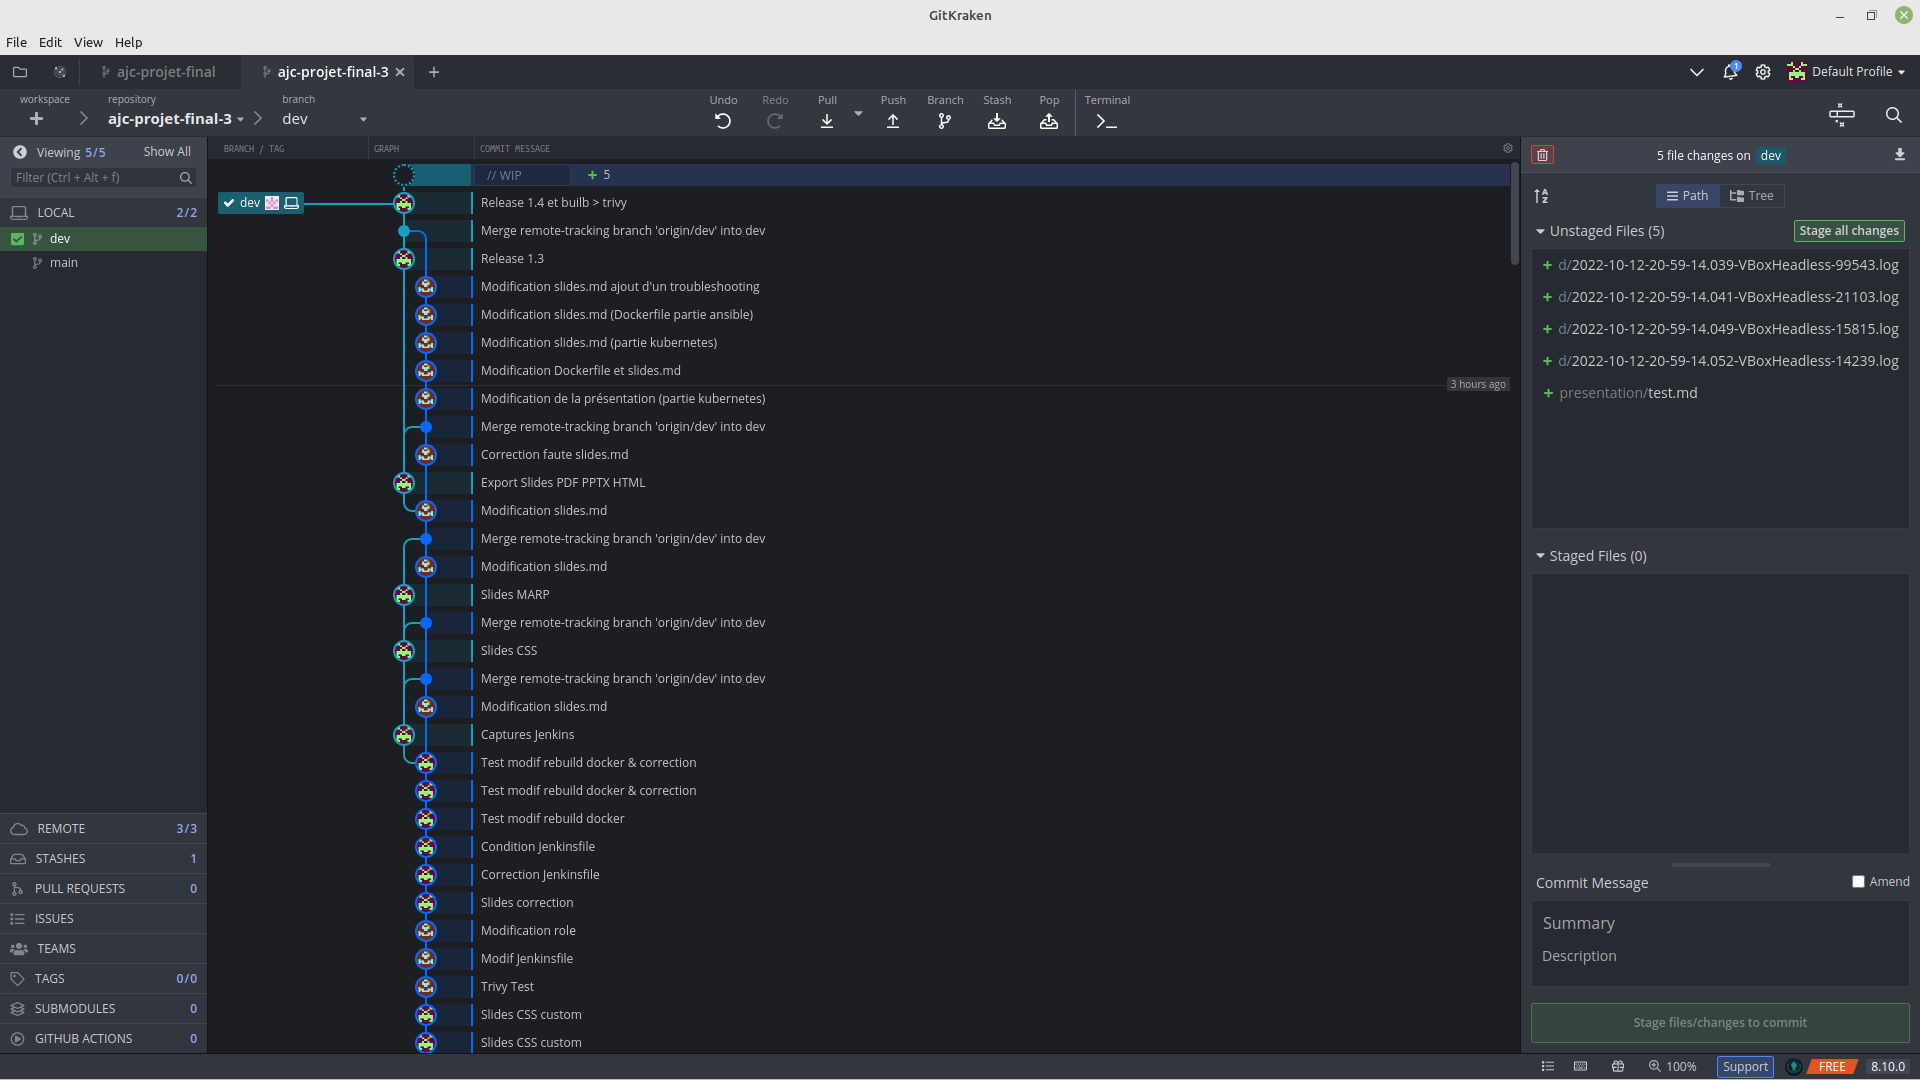 GitKraken
File Edit View Help
ajc-projet-final
ajc-projet-final-3
1
Default Profile
workspace
repository
ajc-projet-final-3
branch
dev
Undo
Redo
Pull
Push
Branch
Stash
Pop
Terminal
Viewing 5/5
Show All
Filter (Ctrl + Alt + f)
LOCAL 2/2
dev
main
REMOTE 3/3
STASHES 1
PULL REQUESTS 0
ISSUES
TEAMS
TAGS 0/0
SUBMODULES 0
GITHUB ACTIONS 0
BRANCH / TAG
GRAPH
COMMIT MESSAGE
// WIP
5
dev
Release 1.4 et builb > trivy
Merge remote-tracking branch 'origin/dev' into dev
Release 1.3
Modification slides.md ajout d'un troubleshooting
Modification slides.md (Dockerfile partie ansible)
Modification slides.md (partie kubernetes)
Modification Dockerfile et slides.md
3 hours ago
Modification de la présentation (partie kubernetes)
Merge remote-tracking branch 'origin/dev' into dev
Correction faute slides.md
Export Slides PDF PPTX HTML
Modification slides.md
Merge remote-tracking branch 'origin/dev' into dev
Modification slides.md
Slides MARP
Merge remote-tracking branch 'origin/dev' into dev
Slides CSS
Merge remote-tracking branch 'origin/dev' into dev
Modification slides.md
Captures Jenkins
Test modif rebuild docker & correction
Test modif rebuild docker & correction
Test modif rebuild docker
Condition Jenkinsfile
Correction Jenkinsfile
Slides correction
Modification role
Modif Jenkinsfile
Trivy Test
Slides CSS custom
Slides CSS custom
5 file changes on dev
Path
Tree
Unstaged Files (5)
Stage all changes
d/2022-10-12-20-59-14.039-VBoxHeadless-99543.log
d/2022-10-12-20-59-14.041-VBoxHeadless-21103.log
d/2022-10-12-20-59-14.049-VBoxHeadless-15815.log
d/2022-10-12-20-59-14.052-VBoxHeadless-14239.log
presentation/test.md
Staged Files (0)
Commit Message
Amend
Summary
Description
Stage files/changes to commit
100%
Support
FREE
8.10.0